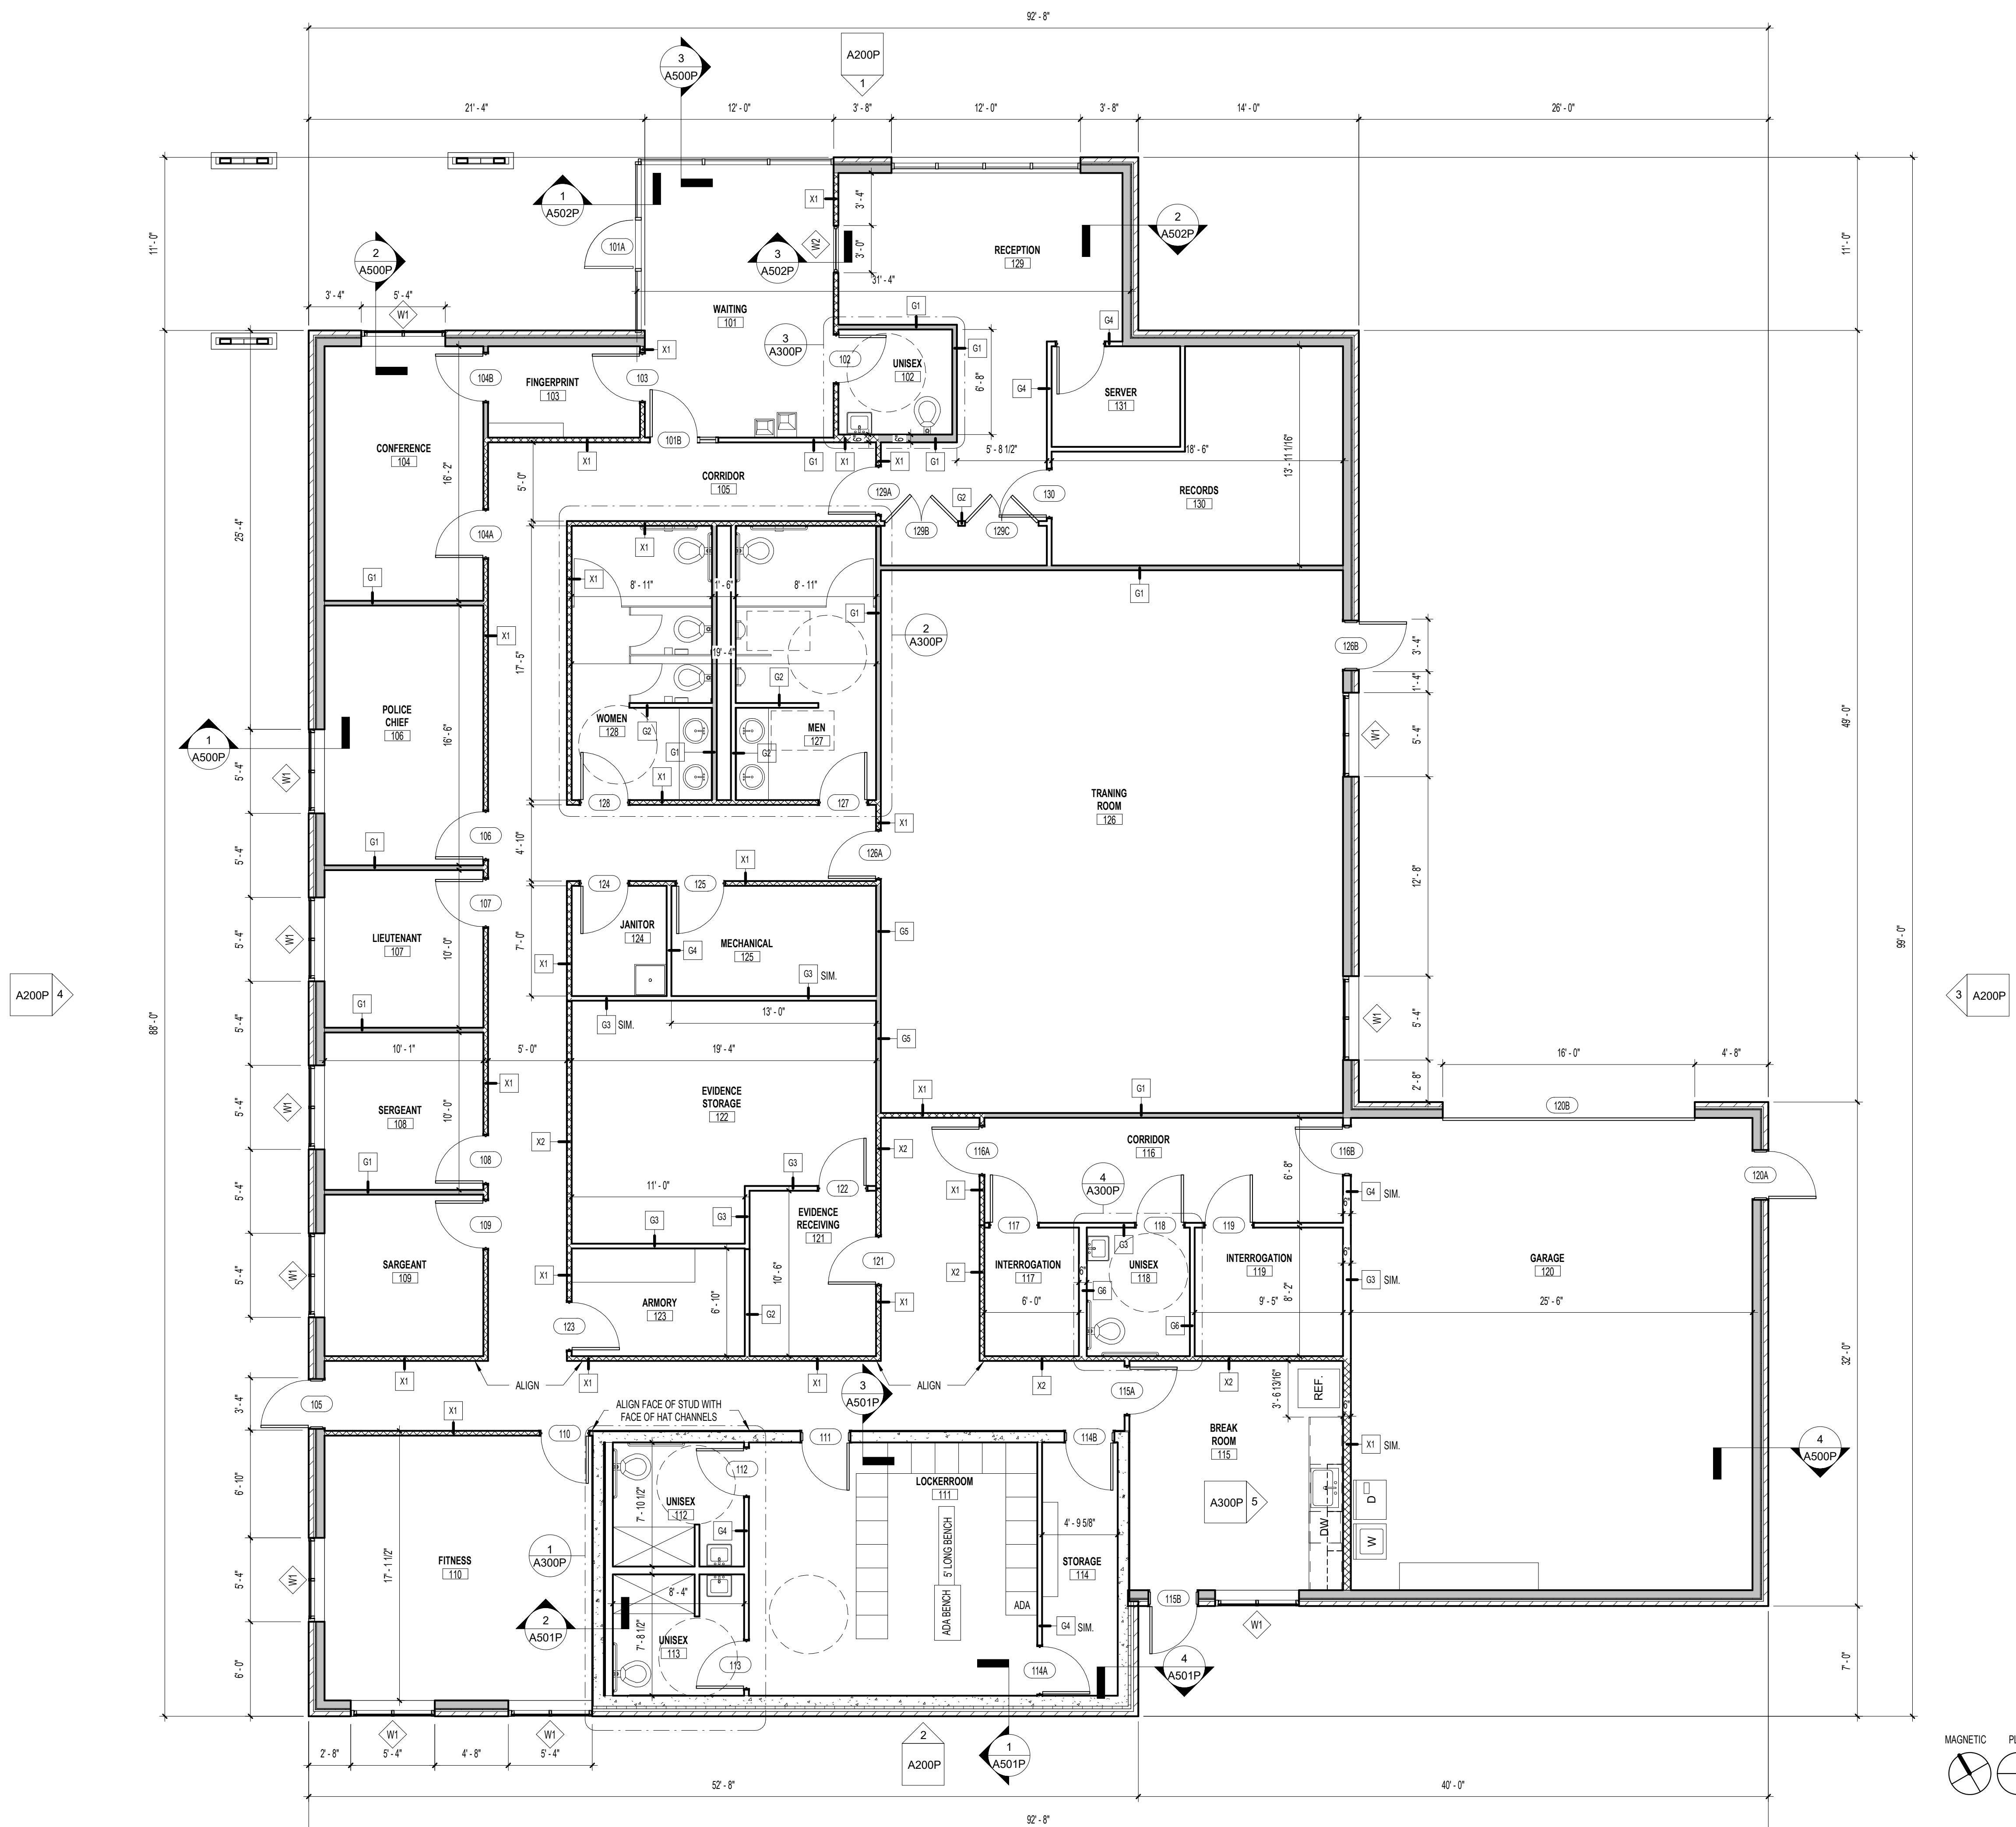 92' - 8"
3
A500P
A200P
1
21' - 4"
12' - 0"
3' - 8"
12' - 0"
3' - 8"
14' - 0"
26' - 0"
11' - 0"
1
A502P
X1
3' - 4"
2
A502P
101A
W2
3' - 0"
3
A502P
RECEPTION
129
11' - 0"
2
A500P
31' - 4"
3' - 4"
5' - 4"
W1
WAITING
101
G1
G4
3
A300P
X1
102
UNISEX
102
G1
6' - 8"
104B
FINGERPRINT
103
103
G4
SERVER
131
CONFERENCE
104
16' - 2"
101B
6"
6"
X1
G1
X1
X1
G1
5' - 8 1/2"
18' - 6"
13' - 11 1/16"
5' - 0"
CORRIDOR
105
129A
G2
130
RECORDS
130
25' - 4"
104A
129B
129C
X1
G1
X1
8' - 11"
1' - 6"
8' - 11"
G1
G1
X1
2
A300P
126B
3' - 4"
17' - 5"
19' - 4"
1' - 4"
G2
POLICE
CHIEF
106
WOMEN
128
MEN
127
G2
G1
G2
16' - 6"
1
A500P
W1
5' - 4"
W1
5' - 4"
49' - 0"
X1
TRANING
ROOM
126
128
127
X1
106
G1
5' - 4"
4' - 10"
X1
126A
12' - 8"
124
125
107
JANITOR
124
G4
MECHANICAL
125
G5
LIEUTENANT
107
W1
5' - 4"
10' - 0"
7' - 0"
X1
G3 SIM.
99' - 0"
A200P 4
3 A200P
G1
G3 SIM.
13' - 0"
W1
5' - 4"
88' - 0"
5' - 4"
G5
10' - 1"
5' - 0"
19' - 4"
16' - 0"
4' - 8"
X1
X1
G1
2' - 8"
W1
5' - 4"
SERGEANT
108
10' - 0"
EVIDENCE
STORAGE
122
120B
X2
X2
116A
CORRIDOR
116
116B
108
G1
G3
122
6' - 8"
120A
5' - 4"
11' - 0"
X1
4
A300P
G4 SIM.
6"
G3
G3
EVIDENCE
RECEIVING
121
109
117
118
119
G3
SARGEANT
109
W1
5' - 4"
X1
121
X2
INTERROGATION
117
UNISEX
118
INTERROGATION
119
6"
6"
G3 SIM.
GARAGE
120
10' - 6"
G6
ARMORY
123
6' - 10"
G2
X1
6' - 0"
9' - 5"
8' - 2"
25' - 6"
G6
123
32' - 0"
X1
ALIGN
X1
X1
3
A501P
ALIGN
X2
115A
X2
REF.
3' - 6 13/16"
6"
105
3' - 4"
X1
ALIGN FACE OF STUD WITH
FACE OF HAT CHANNELS
110
111
114B
BREAK
ROOM
115
X1 SIM.
4
A500P
6' - 10"
112
LOCKERROOM
111
7' - 10 1/2"
UNISEX
112
G4
A300P 5
D
DW
W
4' - 9 5/8"
1
A300P
FITNESS
110
17' - 1 1/2"
5' LONG BENCH
STORAGE
114
W1
5' - 4"
8' - 4"
ADA BENCH
ADA
115B
2
A501P
G4 SIM.
W1
UNISEX
113
7' - 8 1/2"
113
114A
4
A501P
6' - 0"
7' - 0"
W1
W1
2
A200P
1
A501P
2' - 8"
5' - 4"
4' - 8"
5' - 4"
MAGNETIC
52' - 8"
40' - 0"
92' - 8"